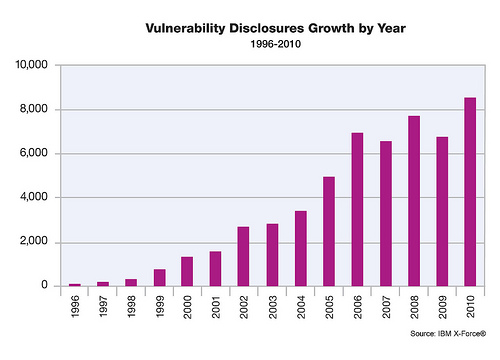 Vulnerability Disclosures Growth by Year
1996-2010
10,000
8,000
6,000
4,000
2,000
0
1996 1997 1998 1999 2000 2001 2002 2003 2004 2005 2006 2007 2008 2009 2010
Source: IBM X-Force®